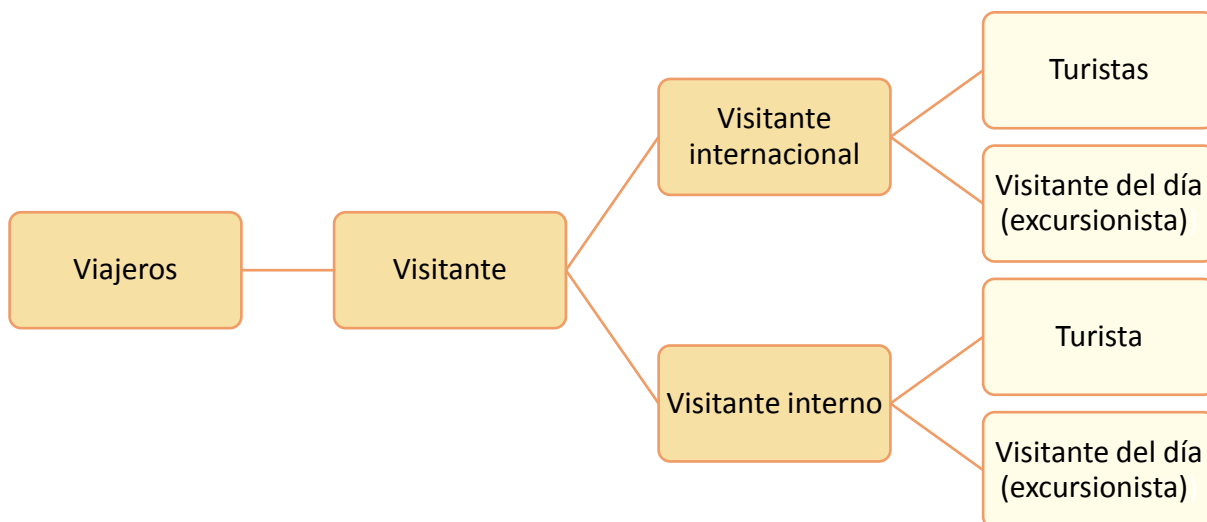 Viajeros
Visitante
Visitante
internacional
Turistas
Visitante del día
(excursionista)
Visitante interno
Turista
Visitante del día
(excursionista)